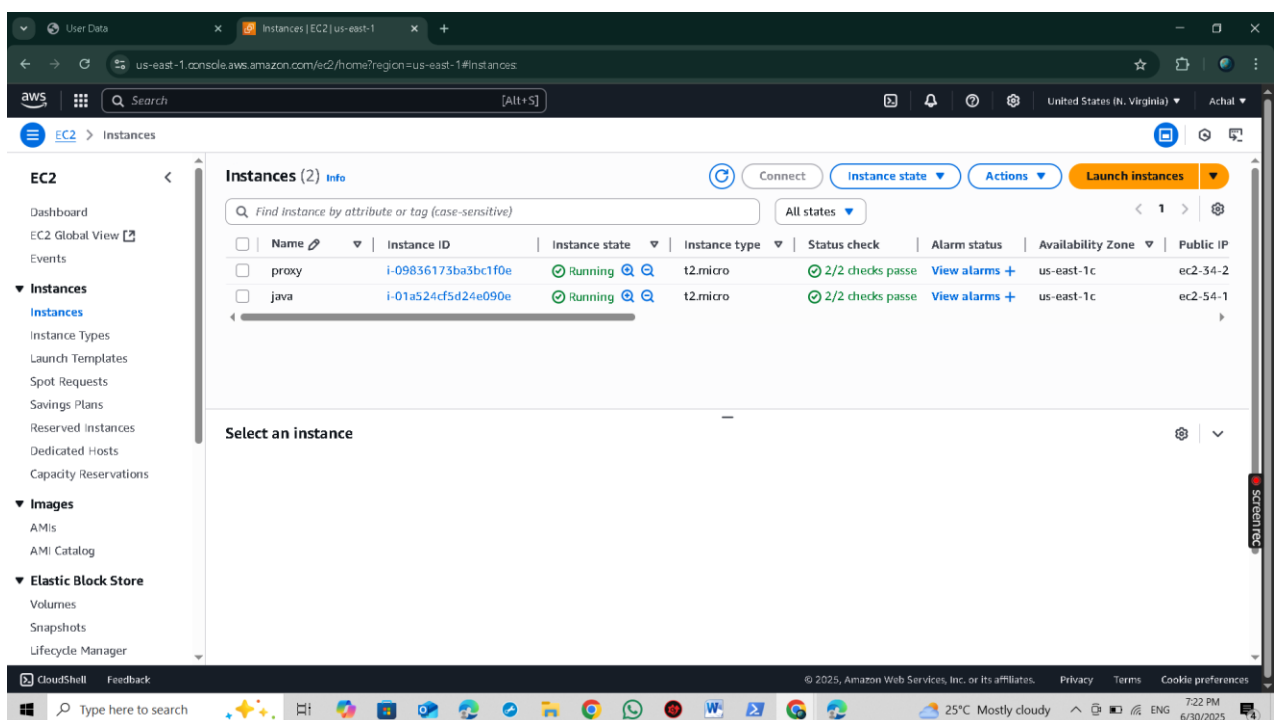 User Data
Instances | EC2 | us-east-1
us-east-1.console.aws.amazon.com/ec2/home?region=us-east-1#Instances:
aws
Search [Alt+S]
United States (N. Virginia)
Achal
EC2 > Instances
EC2
Dashboard
EC2 Global View
Events
Instances
Instances
Instance Types
Launch Templates
Spot Requests
Savings Plans
Reserved Instances
Dedicated Hosts
Capacity Reservations
Images
AMIs
AMI Catalog
Elastic Block Store
Volumes
Snapshots
Lifecycle Manager
Instances (2) Info
Connect
Instance state
Actions
Launch instances
Find Instance by attribute or tag (case-sensitive)
All states
1
Name Instance ID Instance state Instance type Status check Alarm status Availability Zone Public IP
proxy i-09836173ba3bc1f0e Running t2.micro 2/2 checks passe View alarms + us-east-1c ec2-34-2
java i-01a524cf5d24e090e Running t2.micro 2/2 checks passe View alarms + us-east-1c ec2-54-1
Select an instance
screenrec
CloudShell Feedback © 2025, Amazon Web Services, Inc. or its affiliates. Privacy Terms Cookie preferences
Type here to search
25°C Mostly cloudy
ENG
7:22 PM
6/30/2025
4